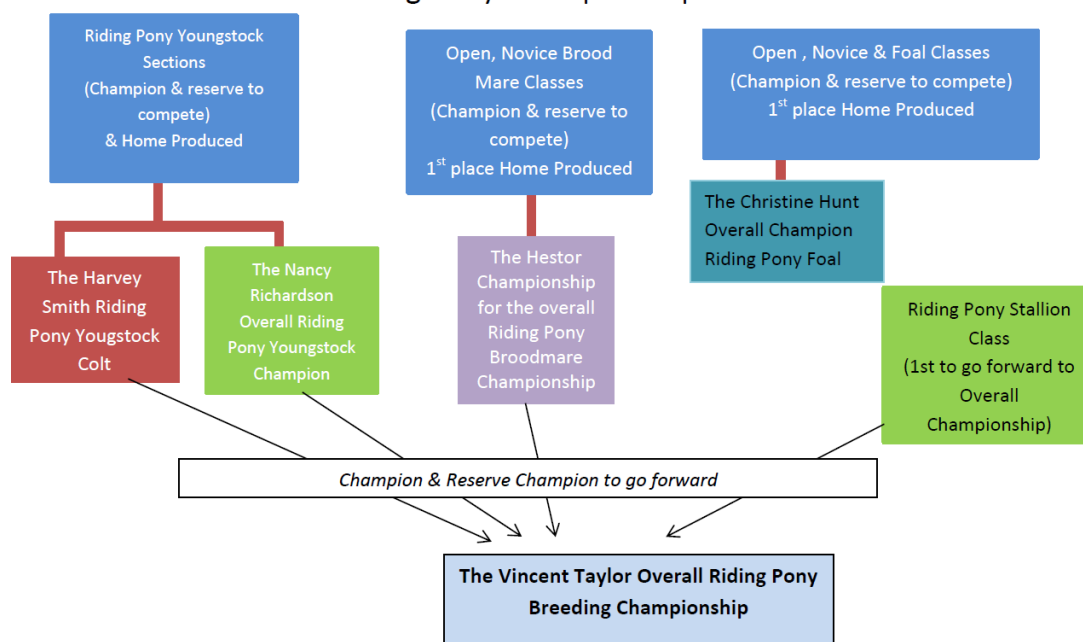 Riding Pony Youngstock
Sections
(Champion & reserve to
compete)
& Home Produced
Open, Novice Brood
Mare Classes
(Champion & reserve to
compete)
1st place Home Produced
Open , Novice & Foal Classes
(Champion & reserve to compete)
1st place Home Produced
The Harvey
Smith Riding
Pony Yougstock
Colt
The Nancy
Richardson
Overall Riding
Pony Youngstock
Champion
The Hestor
Championship
for the overall
Riding Pony
Broodmare
Championship
The Christine Hunt
Overall Champion
Riding Pony Foal
Riding Pony Stallion
Class
(1st to go forward to
Overall
Championship)
Champion & Reserve Champion to go forward
The Vincent Taylor Overall Riding Pony
Breeding Championship